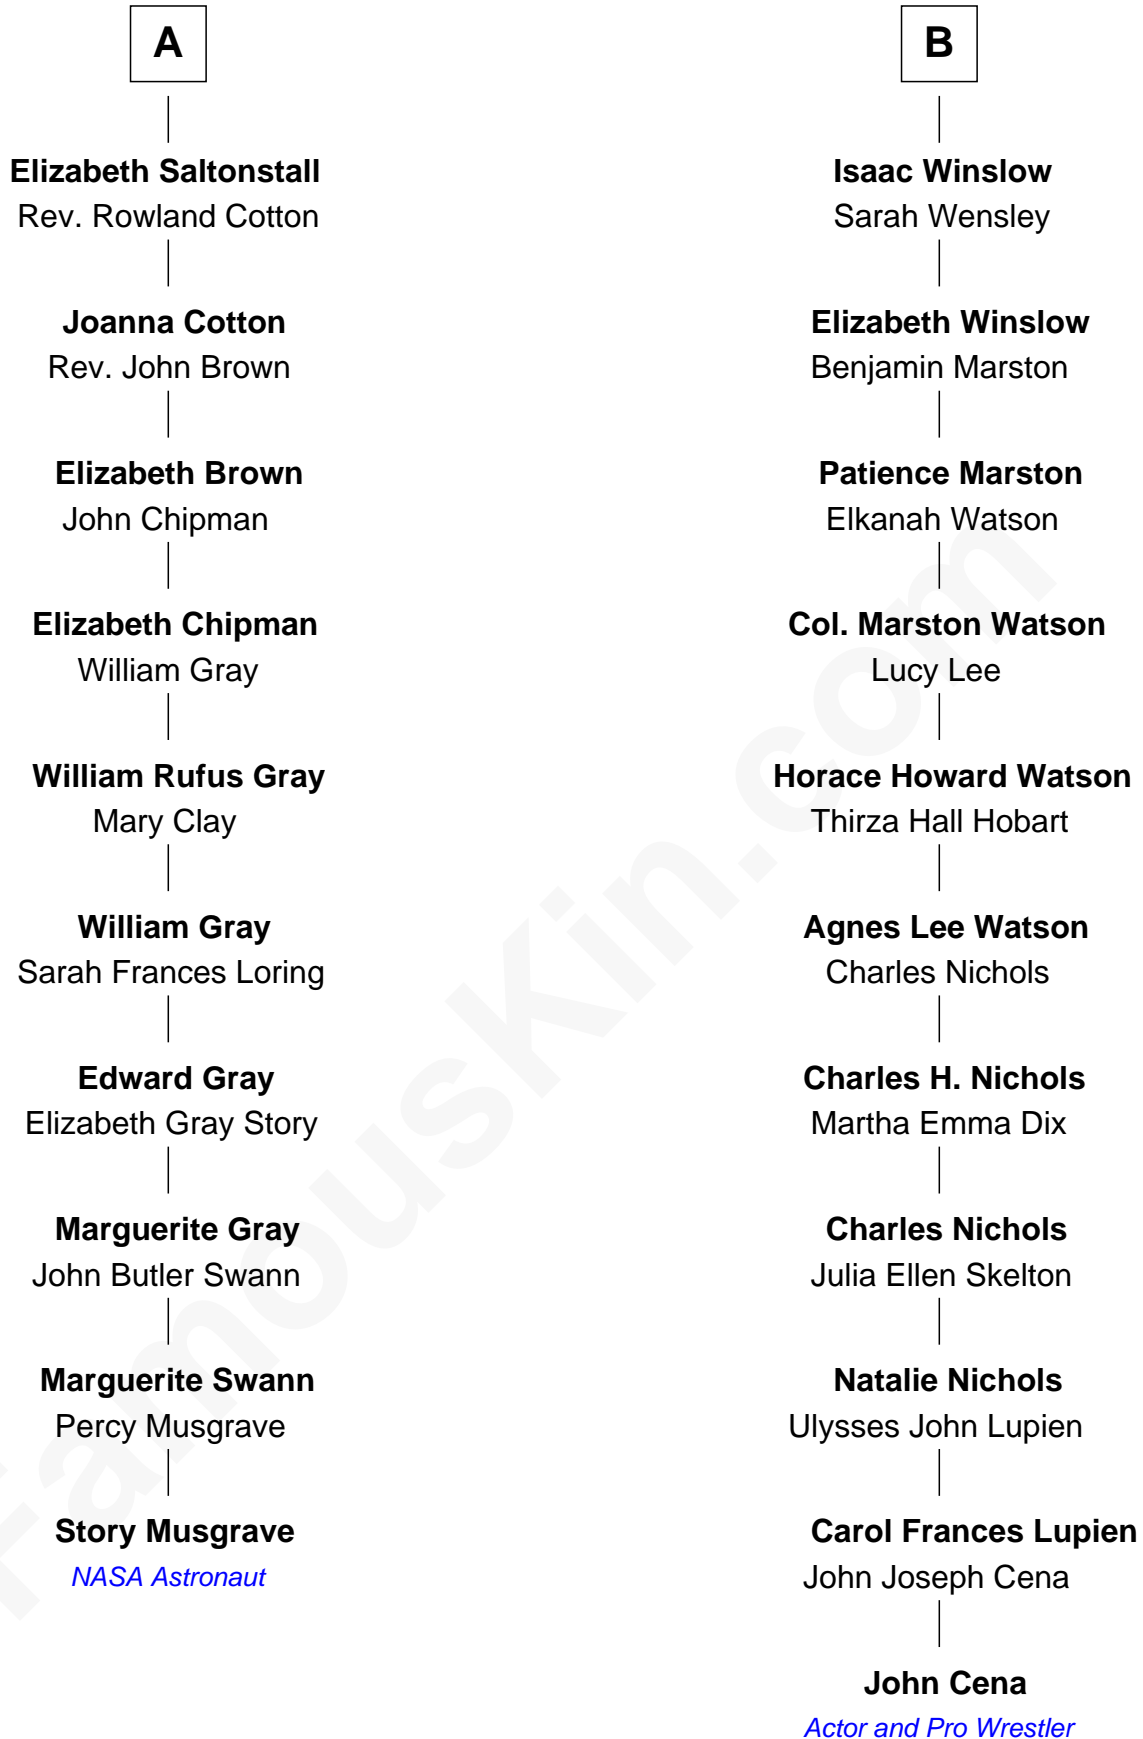 A
Elizabeth Saltonstall
Rev. Rowland Cotton
Joanna Cotton
Rev. John Brown
Elizabeth Brown
John Chipman
Elizabeth Chipman
William Gray
William Rufus Gray
Mary Clay
William Gray
Sarah Frances Loring
Edward Gray
Elizabeth Gray Story
Marguerite Gray
John Butler Swann
Marguerite Swann
Percy Musgrave
Story Musgrave
NASA Astronaut
B
Isaac Winslow
Sarah Wensley
Elizabeth Winslow
Benjamin Marston
Patience Marston
Elkanah Watson
Col. Marston Watson
Lucy Lee
Horace Howard Watson
Thirza Hall Hobart
Agnes Lee Watson
Charles Nichols
Charles H. Nichols
Martha Emma Dix
Charles Nichols
Julia Ellen Skelton
Natalie Nichols
Ulysses John Lupien
Carol Frances Lupien
John Joseph Cena
John Cena
Actor and Pro Wrestler
FamousKin.com